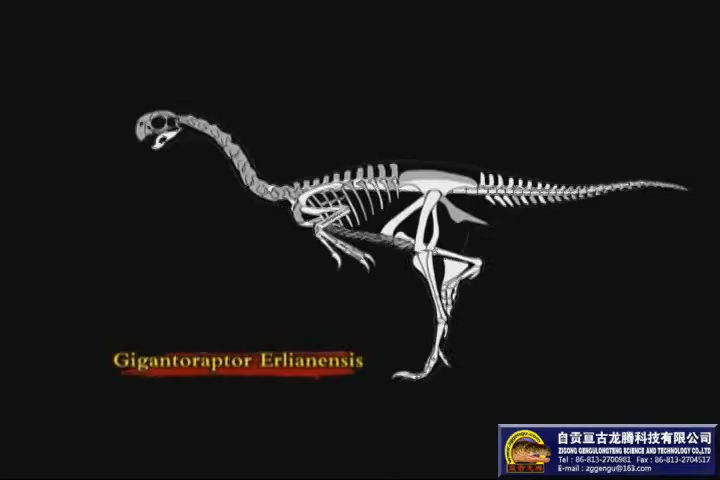 Gigantoraptor Erlianensis
自贡亘古龙腾科技有限公司
ZIGONG GENGULONGTENG SCIENCE AND TECHNOLOGY CO.,LTD
Tel : 86-813-2700981 Fax : 86-813-2704517
E-mail : zggengu@163.com